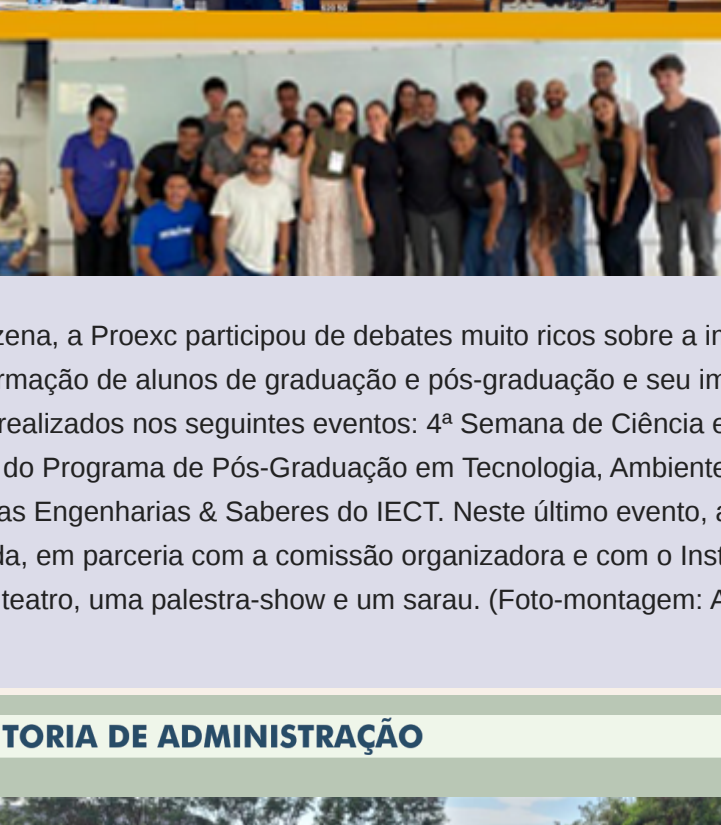 zena, a Proexc participou de debates muito ricos sobre a in
rmação de alunos de graduação e pós-graduação e seu im
realizados nos seguintes eventos: 4ª Semana de Ciência e
do Programa de Pós-Graduação em Tecnologia, Ambiente
as Engenharias & Saberes do IECT. Neste último evento, a
da, em parceria com a comissão organizadora e com o Inst
teatro, uma palestra-show e um sarau. (Foto-montagem: A
TORIA DE ADMINISTRAÇÃO